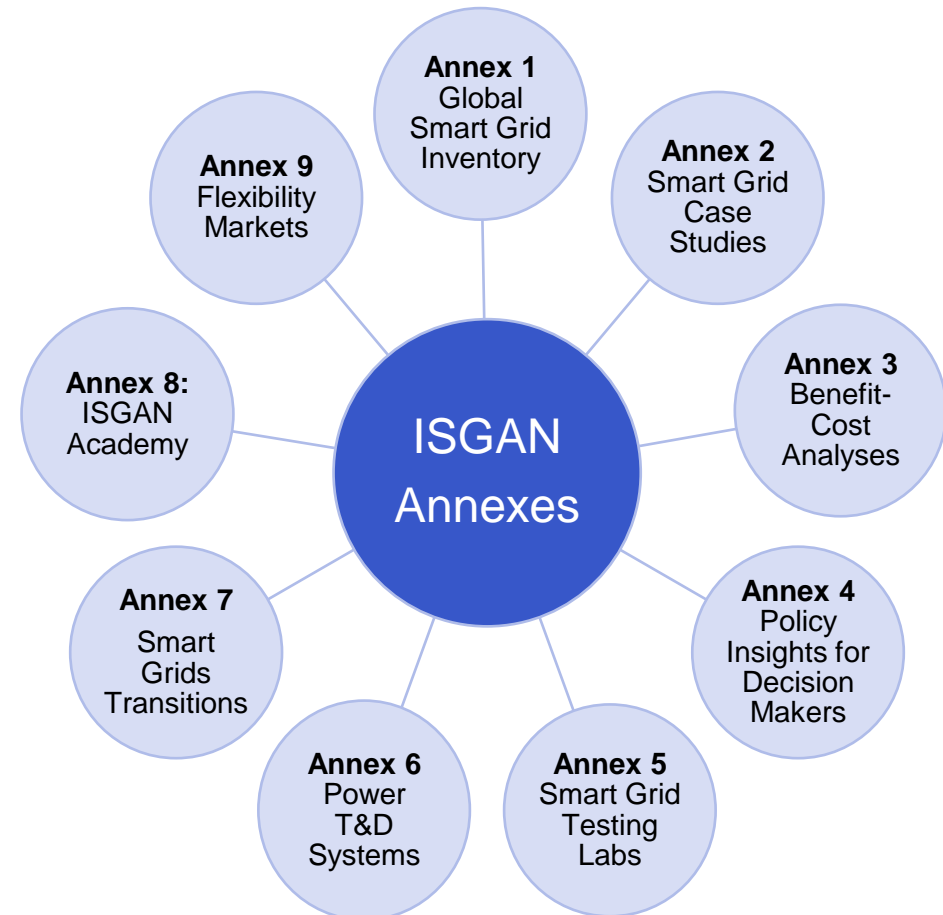 Annex 1
Global
Smart Grid
Inventory
Annex 2
Smart Grid
Case
Studies
Annex 3
Benefit-
Cost
Analyses
Annex 4
Policy
Insights for
Decision
Makers
Annex 5
Smart Grid
Testing
Labs
Annex 6
Power
T&D
Systems
Annex 7
Smart
Grids
Transitions
Annex 8:
ISGAN
Academy
Annex 9
Flexibility
Markets
ISGAN
Annexes